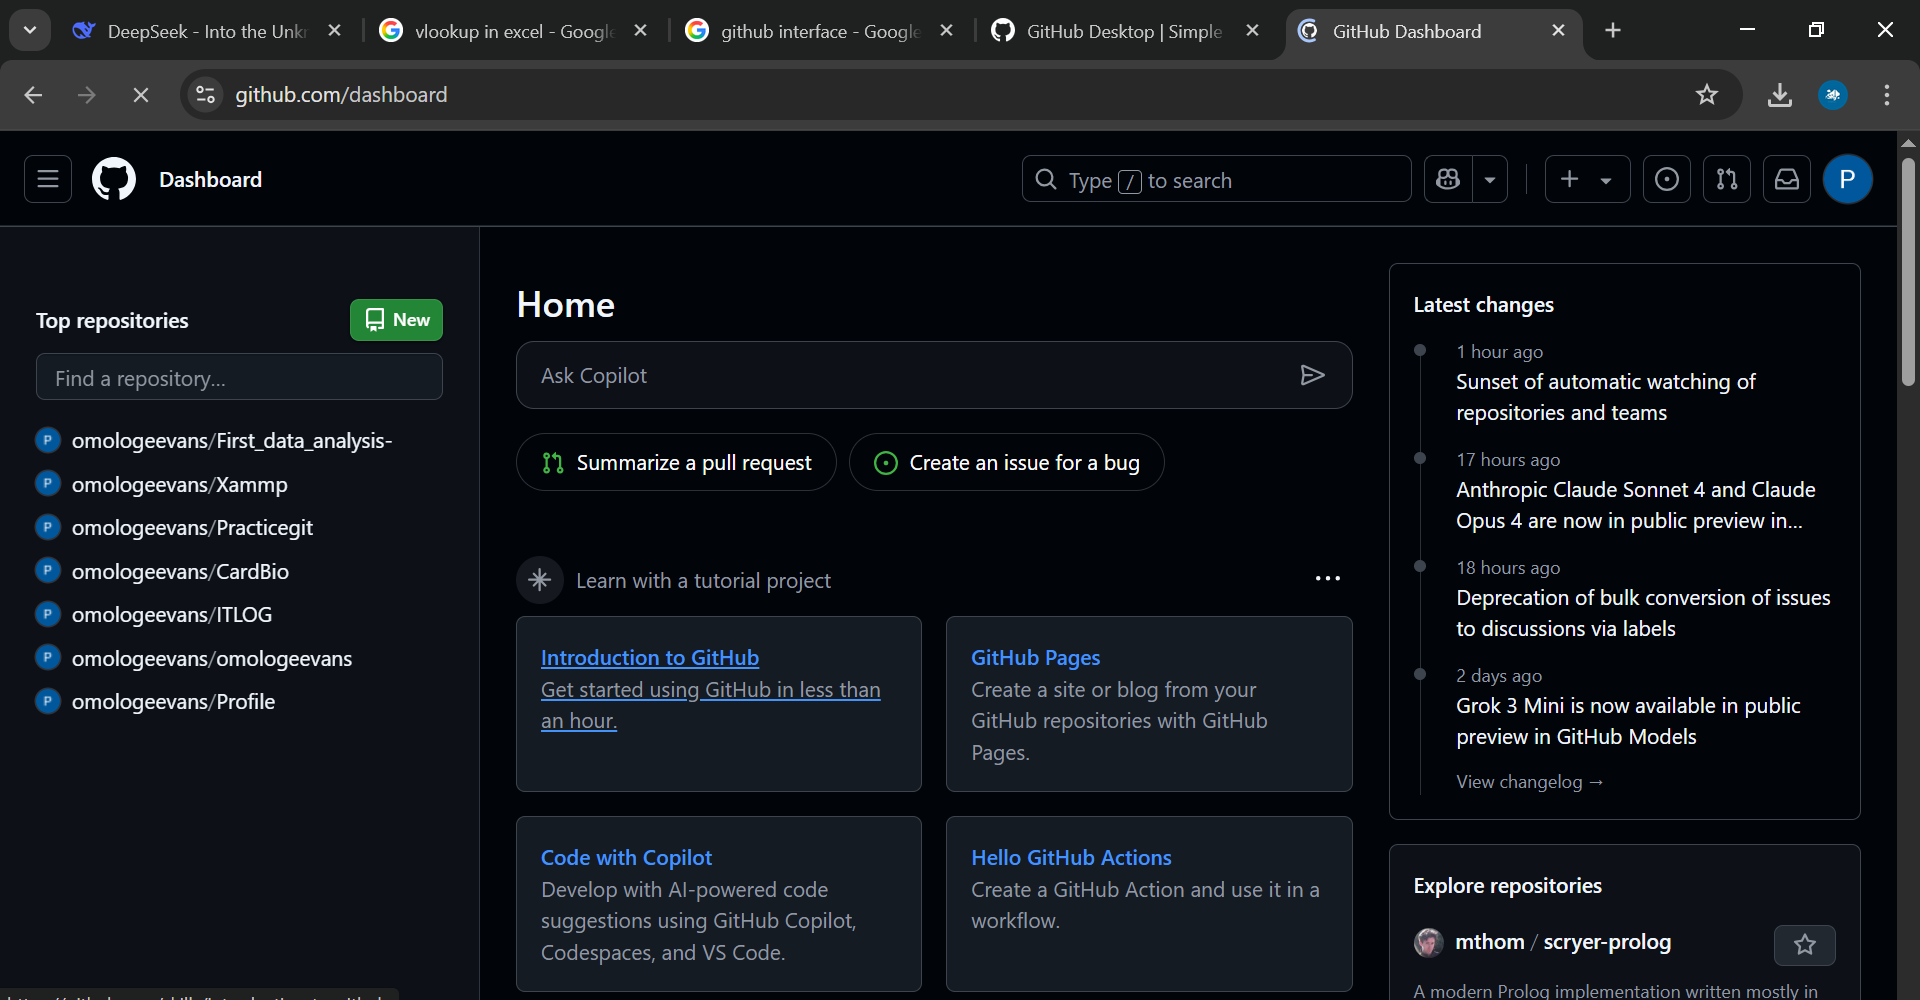 DeepSeek - Into the Unk
vlookup in excel - Google
github interface - Google
GitHub Desktop | Simple
GitHub Dashboard
github.com/dashboard
Dashboard
Type / to search
P
Top repositories
New
Find a repository...
P omologeevans/First_data_analysis-
P omologeevans/Xammp
P omologeevans/Practicegit
P omologeevans/CardBio
P omologeevans/ITLOG
P omologeevans/omologeevans
P omologeevans/Profile
Home
Ask Copilot
Summarize a pull request
Create an issue for a bug
Learn with a tutorial project
Introduction to GitHub
Get started using GitHub in less than
an hour.
GitHub Pages
Create a site or blog from your
GitHub repositories with GitHub
Pages.
Code with Copilot
Develop with AI-powered code
suggestions using GitHub Copilot,
Codespaces, and VS Code.
Hello GitHub Actions
Create a GitHub Action and use it in a
workflow.
Latest changes
1 hour ago
Sunset of automatic watching of
repositories and teams
17 hours ago
Anthropic Claude Sonnet 4 and Claude
Opus 4 are now in public preview in...
18 hours ago
Deprecation of bulk conversion of issues
to discussions via labels
2 days ago
Grok 3 Mini is now available in public
preview in GitHub Models
View changelog →
Explore repositories
mthom / scryer-prolog
A modern Prolog implementation written mostly in